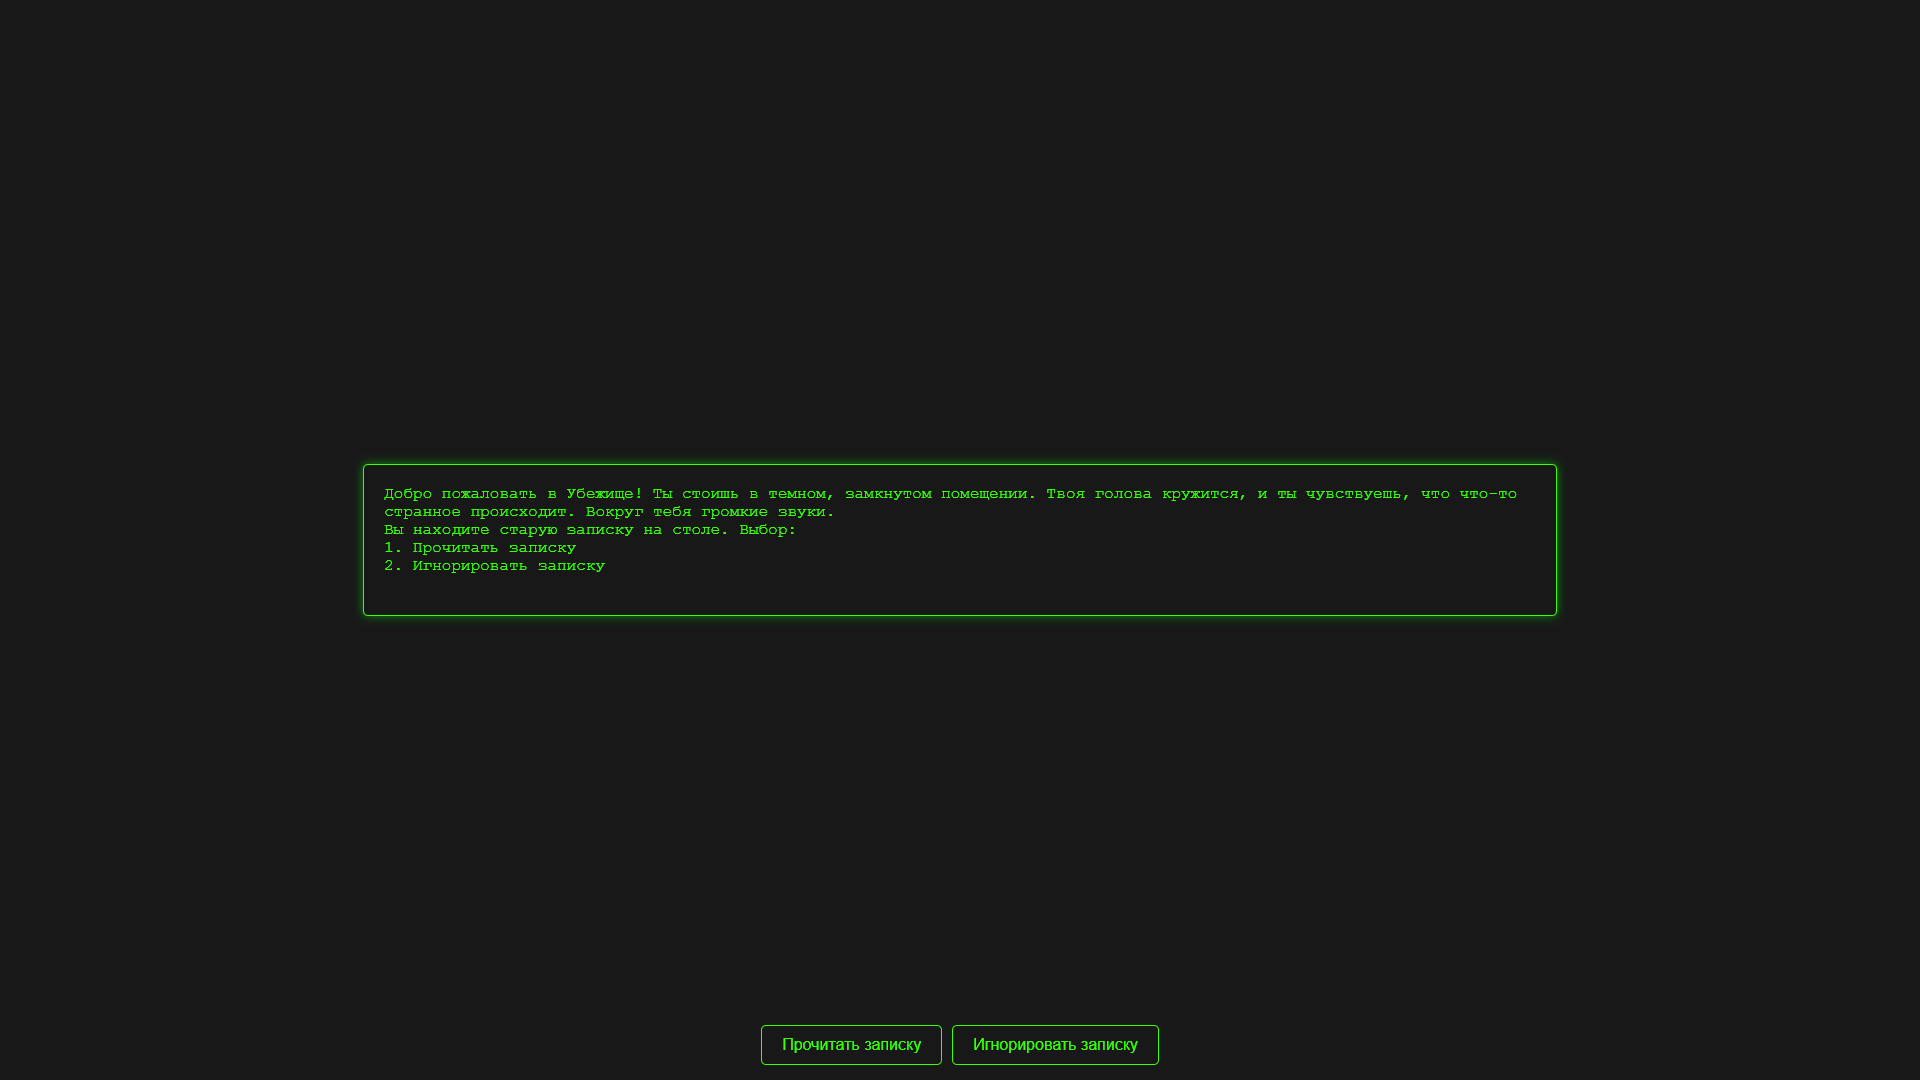 Добро пожаловать в Убежище! Ты стоишь в темном, замкнутом помещении. Твоя голова кружится, и ты чувствуешь, что что-то
странное происходит. Вокруг тебя громкие звуки.
Вы находите старую записку на столе. Выбор:
1. Прочитать записку
2. Игнорировать записку
Прочитать записку
Игнорировать записку